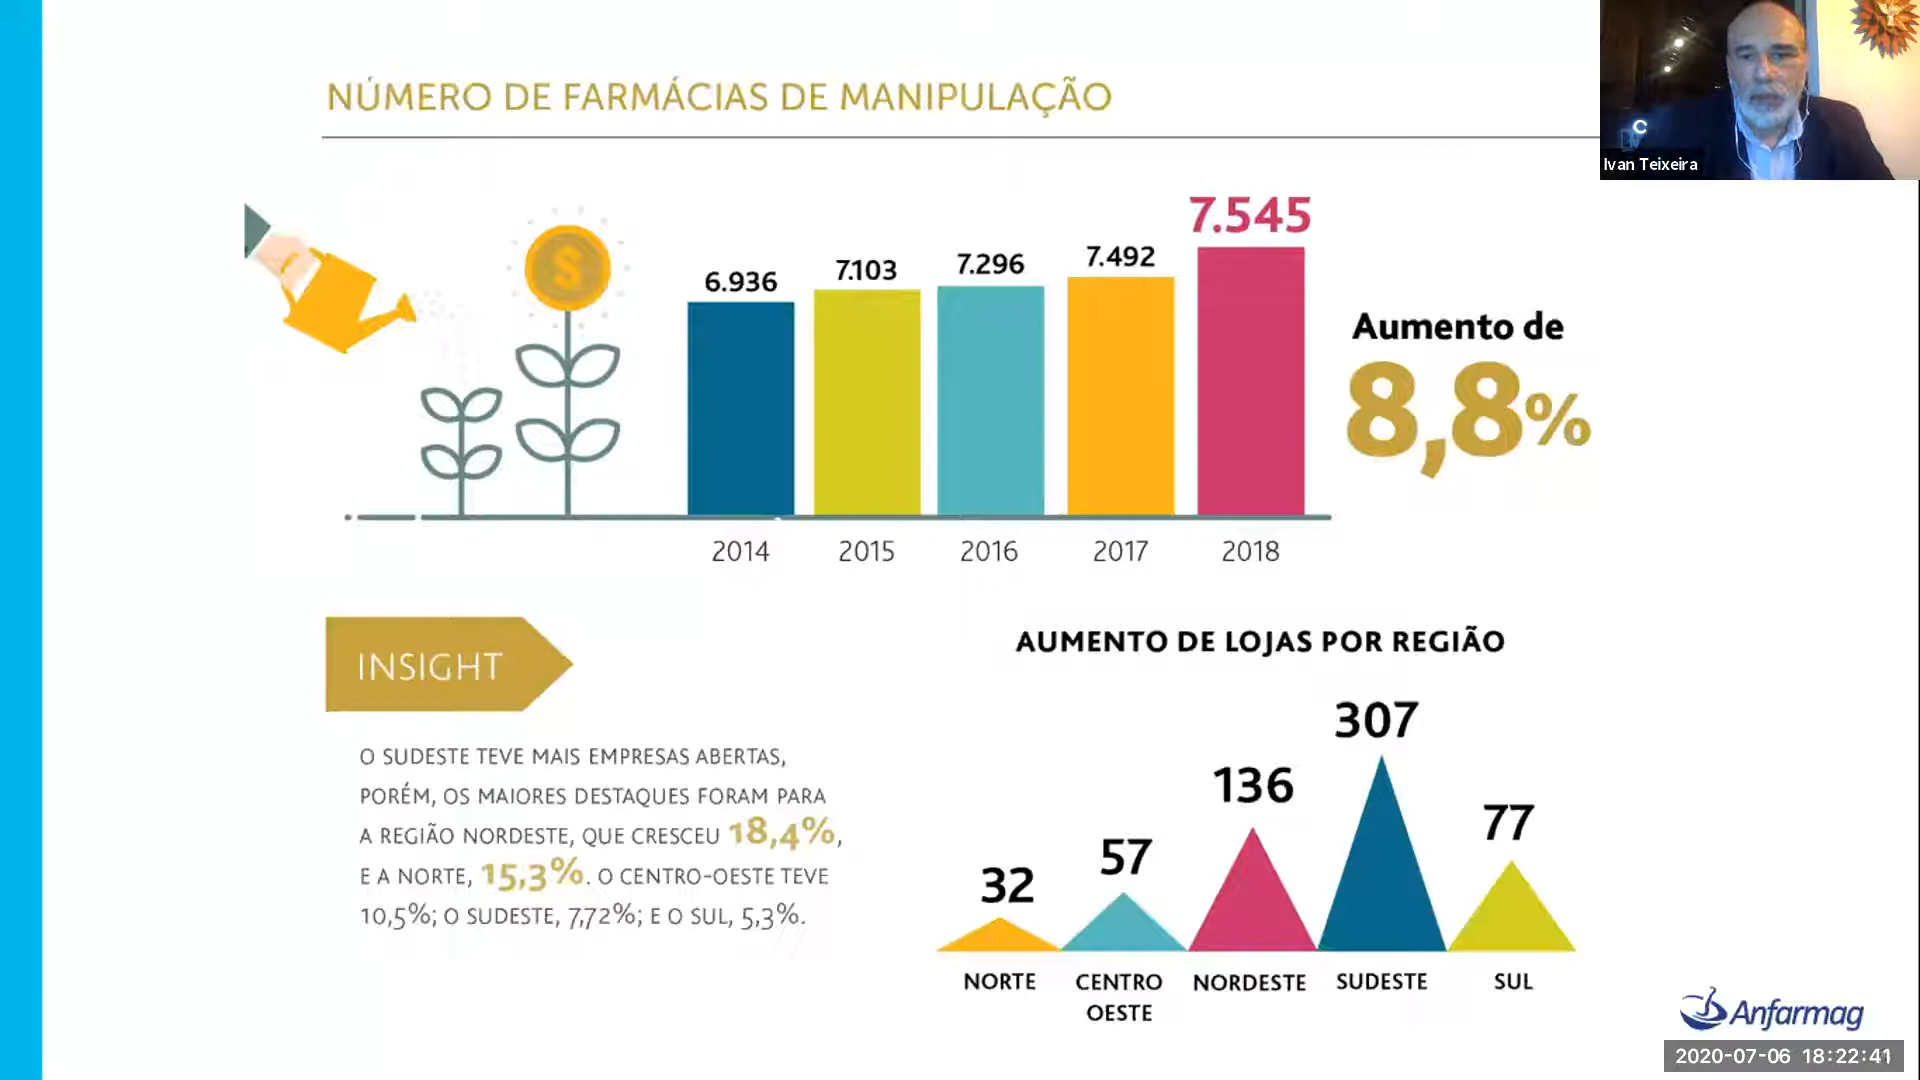 NÚMERO DE FARMÁCIAS DE MANIPULAÇÃO
Ivan Teixeira
$
6.936
7.103
7.296
7.492
7.545
2014
2015
2016
2017
2018
Aumento de
8,8%
INSIGHT
O SUDESTE TEVE MAIS EMPRESAS ABERTAS,
PORÉM, OS MAIORES DESTAQUES FORAM PARA
A REGIÃO NORDESTE, QUE CRESCEU 18,4%,
E A NORTE, 15,3%. O CENTRO-OESTE TEVE
10,5%; O SUDESTE, 7,72%; E O SUL, 5,3%.
AUMENTO DE LOJAS POR REGIÃO
32
57
136
307
77
NORTE
CENTRO
OESTE
NORDESTE
SUDESTE
SUL
Anfarmag
2020-07-06 18:22:41